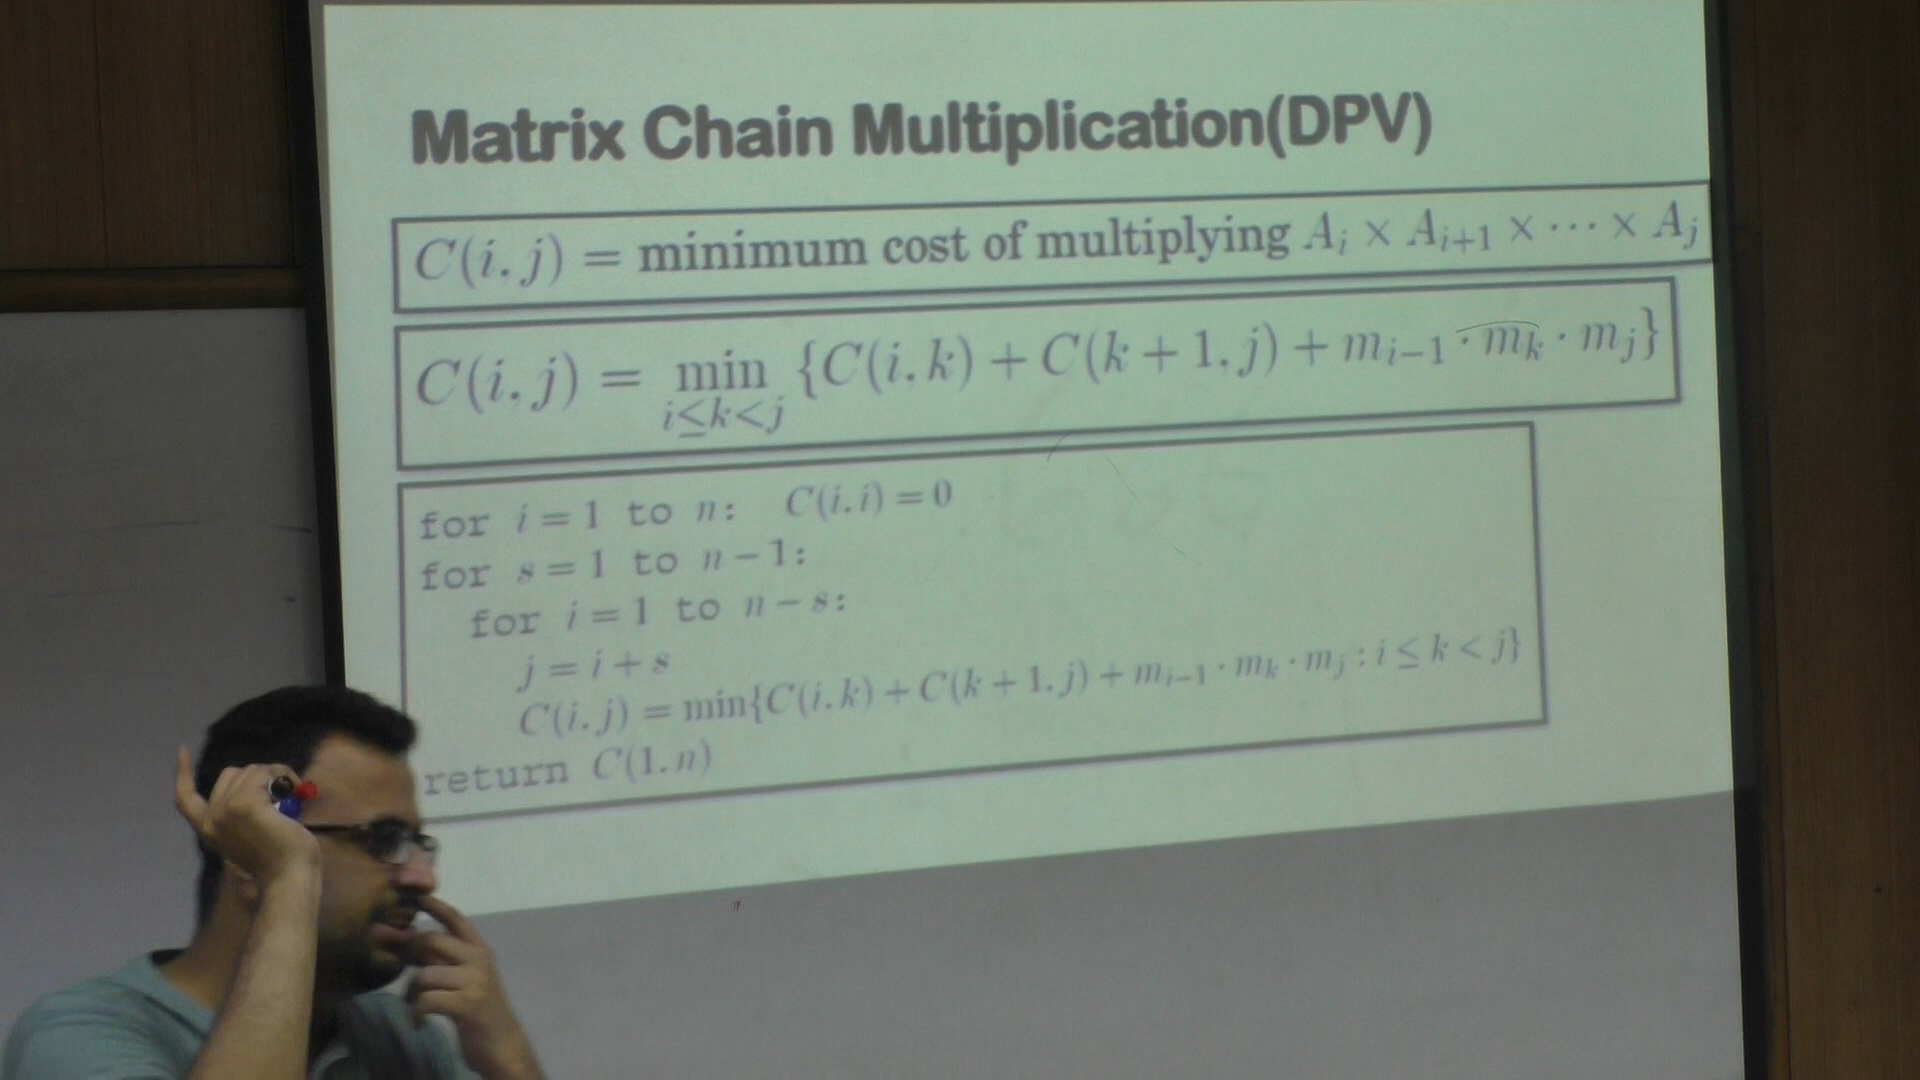 Matrix Chain Multiplication(DPV)
C(i, j) = minimum cost of multiplying A_i × A_{i+1} × ⋯ × A_j
C(i, j) = min_{i≤k<j} {C(i, k) + C(k + 1, j) + m_{i−1} · m_k · m_j}
for i = 1 to n: C(i, i) = 0
for s = 1 to n − 1:
for i = 1 to n − s:
j = i + s
C(i, j) = min{C(i, k) + C(k + 1, j) + m_{i−1} · m_k · m_j : i ≤ k < j}
return C(1, n)